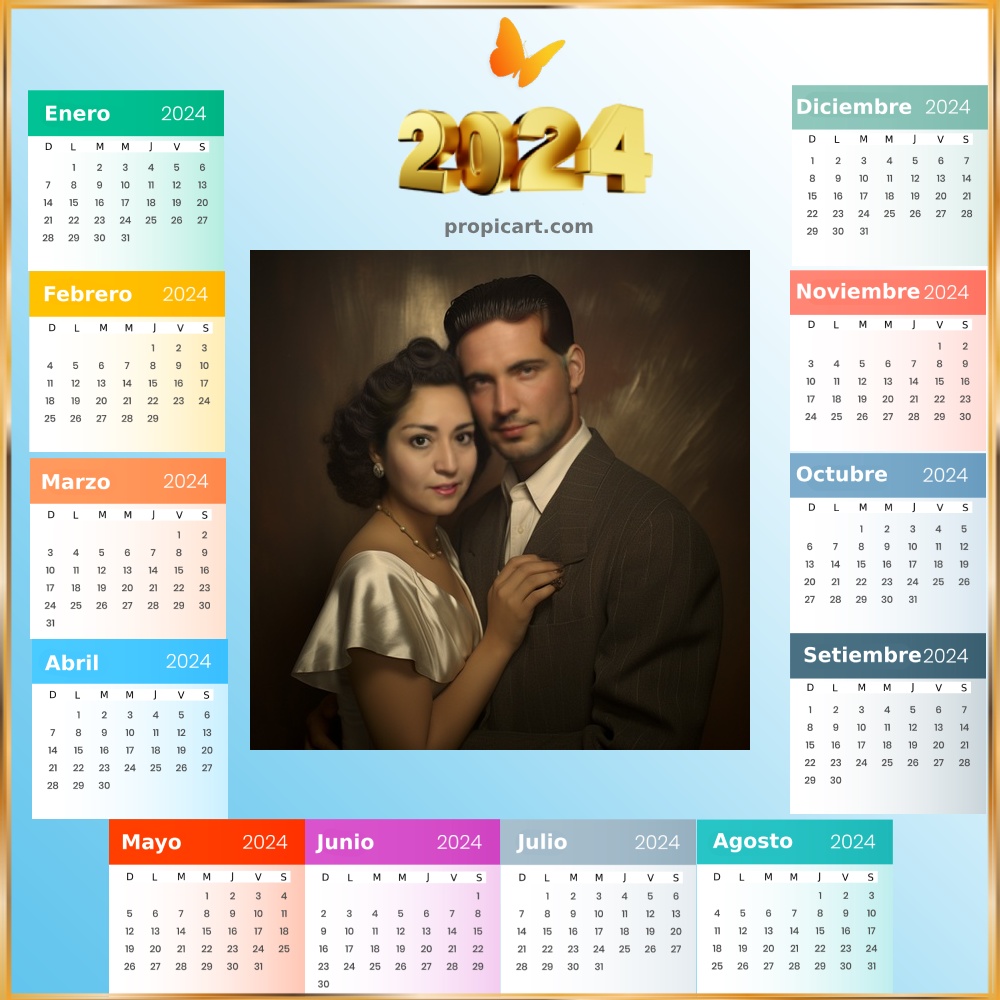 2024
propicart.com
Enero 2024
D L M M J V S
1 2 3 4 5 6
7 8 9 10 11 12 13
14 15 16 17 18 19 20
21 22 23 24 25 26 27
28 29 30 31
Febrero 2024
D L M M J V S
1 2 3
4 5 6 7 8 9 10
11 12 13 14 15 16 17
18 19 20 21 22 23 24
25 26 27 28 29
Marzo 2024
D L M M J V S
1 2
3 4 5 6 7 8 9
10 11 12 13 14 15 16
17 18 19 20 21 22 23
24 25 26 27 28 29 30
31
Abril 2024
D L M M J V S
1 2 3 4 5 6
7 8 9 10 11 12 13
14 15 16 17 18 19 20
21 22 23 24 25 26 27
28 29 30
Mayo 2024
D L M M J V S
1 2 3 4
5 6 7 8 9 10 11
12 13 14 15 16 17 18
19 20 21 22 23 24 25
26 27 28 29 30 31
Junio 2024
D L M M J V S
1
2 3 4 5 6 7 8
9 10 11 12 13 14 15
16 17 18 19 20 21 22
23 24 25 26 27 28 29
30
Julio 2024
D L M M J V S
1 2 3 4 5 6
7 8 9 10 11 12 13
14 15 16 17 18 19 20
21 22 23 24 25 26 27
28 29 30 31
Agosto 2024
D L M M J V S
1 2 3
4 5 6 7 8 9 10
11 12 13 14 15 16 17
18 19 20 21 22 23 24
25 26 27 28 29 30 31
Setiembre 2024
D L M M J V S
1 2 3 4 5 6 7
8 9 10 11 12 13 14
15 16 17 18 19 20 21
22 23 24 25 26 27 28
29 30
Octubre 2024
D L M M J V S
1 2 3 4 5
6 7 8 9 10 11 12
13 14 15 16 17 18 19
20 21 22 23 24 25 26
27 28 29 30 31
Noviembre 2024
D L M M J V S
1 2
3 4 5 6 7 8 9
10 11 12 13 14 15 16
17 18 19 20 21 22 23
24 25 26 27 28 29 30
Diciembre 2024
D L M M J V S
1 2 3 4 5 6 7
8 9 10 11 12 13 14
15 16 17 18 19 20 21
22 23 24 25 26 27 28
29 30 31